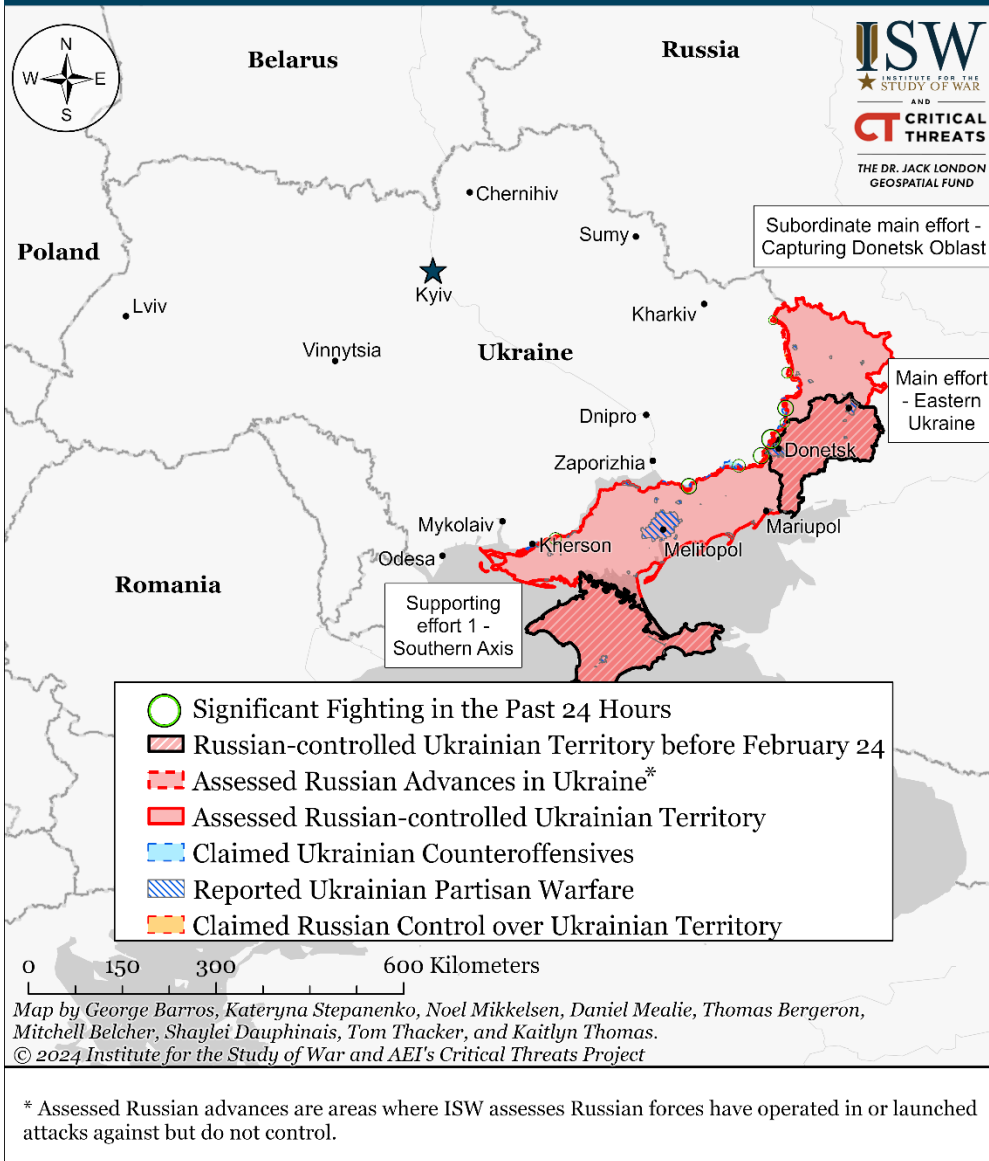 N
W
E
S
Belarus
Russia
ISW
INSTITUTE FOR THE
STUDY OF WAR
AND
CT CRITICAL
THREATS
THE DR. JACK LONDON
GEOSPATIAL FUND
Chernihiv
Subordinate main effort -
Capturing Donetsk Oblast
Sumy
Poland
Kyiv
Lviv
Kharkiv
Vinnytsia
Ukraine
Main effort
- Eastern
Ukraine
Dnipro
Donetsk
Zaporizhia
Mariupol
Mykolaiv
Kherson
Melitopol
Odesa
Romania
Supporting
effort 1 -
Southern Axis
Significant Fighting in the Past 24 Hours
Russian-controlled Ukrainian Territory before February 24
Assessed Russian Advances in Ukraine*
Assessed Russian-controlled Ukrainian Territory
Claimed Ukrainian Counteroffensives
Reported Ukrainian Partisan Warfare
Claimed Russian Control over Ukrainian Territory
0 150 300 600 Kilometers
Map by George Barros, Kateryna Stepanenko, Noel Mikkelsen, Daniel Mealie, Thomas Bergeron,
Mitchell Belcher, Shaylei Dauphinais, Tom Thacker, and Kaitlyn Thomas.
© 2024 Institute for the Study of War and AEI's Critical Threats Project
* Assessed Russian advances are areas where ISW assesses Russian forces have operated in or launched
attacks against but do not control.